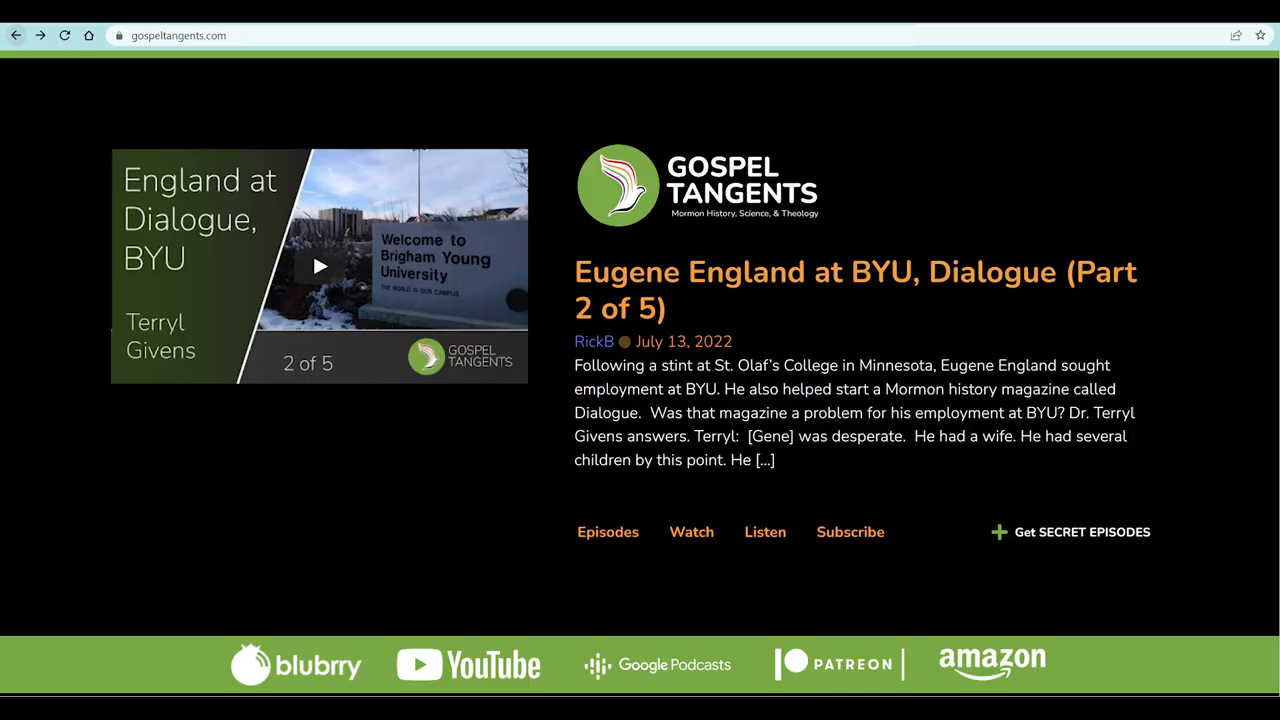 gospeltangents.com
England at
Dialogue,
BYU
Terryl
Givens
Welcome to
Brigham Young
University
THE WORLD IS OUR CAMPUS
2 of 5
GOSPEL
TANGENTS
GOSPEL
TANGENTS
Mormon History, Science, & Theology
Eugene England at BYU, Dialogue (Part
2 of 5)
RickB July 13, 2022
Following a stint at St. Olaf's College in Minnesota, Eugene England sought
employment at BYU. He also helped start a Mormon history magazine called
Dialogue.  Was that magazine a problem for his employment at BYU? Dr. Terryl
Givens answers. Terryl:  [Gene] was desperate.  He had a wife. He had several
children by this point. He [...]
Episodes Watch Listen Subscribe Get SECRET EPISODES
blubrry YouTube Google Podcasts PATREON amazon